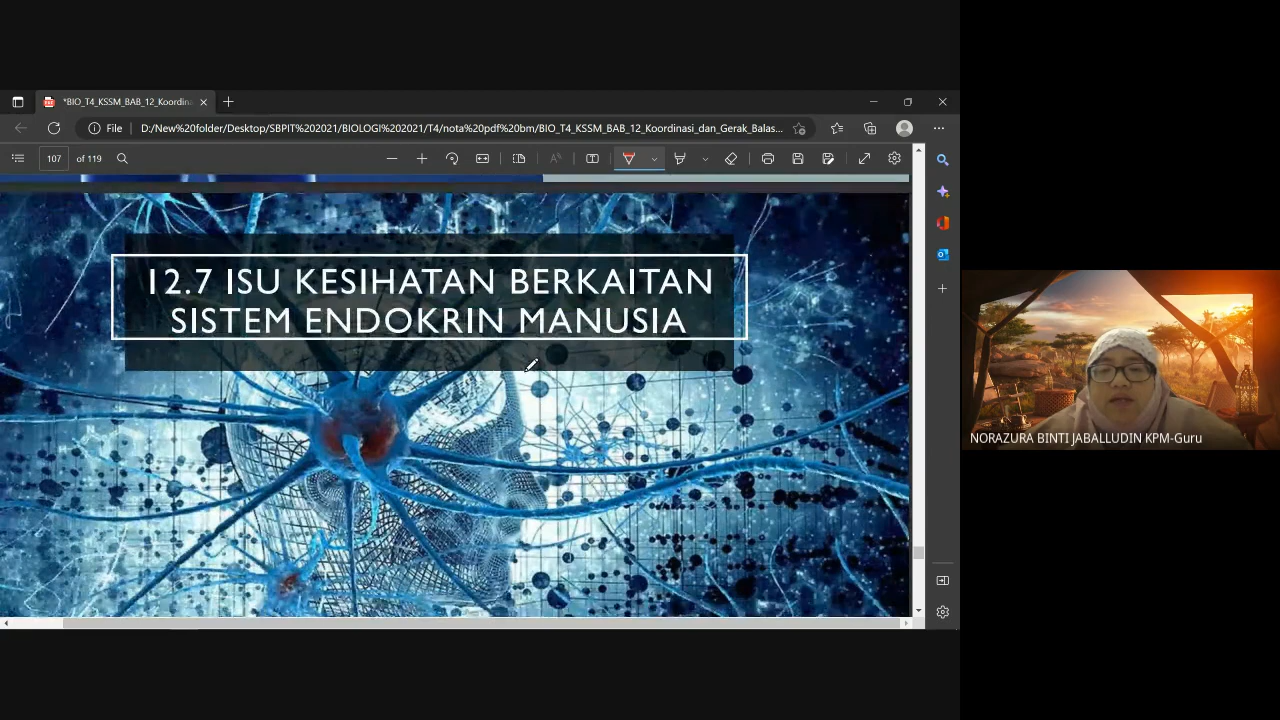 *BIO_T4_KSSM_BAB_12_Koordina
File
D:/New%20folder/Desktop/SBPIT%202021/BIOLOGI%202021/T4/nota%20pdf%20bm/BIO_T4_KSSM_BAB_12_Koordinasi_dan_Gerak_Balas...
107 of 119
12.7 ISU KESIHATAN BERKAITAN
SISTEM ENDOKRIN MANUSIA
NORAZURA BINTI JABALLUDIN KPM-Guru